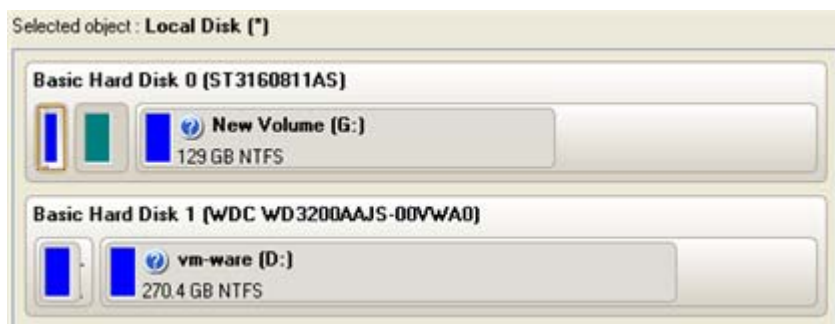 Selected object : Local Disk (*)
Basic Hard Disk 0 (ST3160811AS)
New Volume (G:)
129 GB NTFS
Basic Hard Disk 1 (WDC WD3200AAJS-00VWA0)
vm-ware (D:)
270.4 GB NTFS